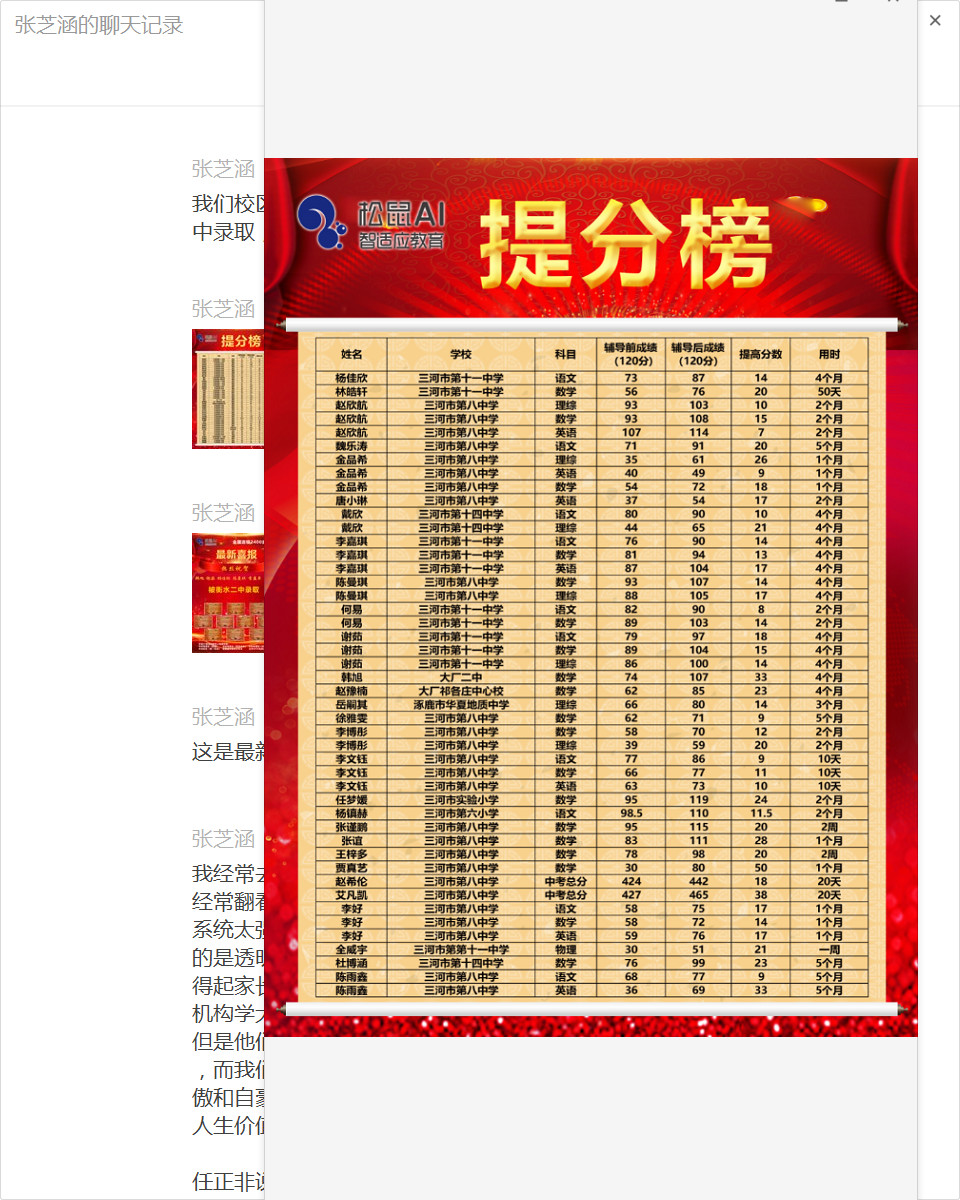 张芝涵的聊天记录
张芝涵
我们校区
中录取
张芝涵
提分榜
张芝涵
最新喜报
被衡水二中录取
张芝涵
这是最新
张芝涵
我经常去
经常翻看
系统太强
的是透明
得起家长
机构学大
但是他们
，而我们
傲和自豪
人生价值
任正非说
松鼠AI
智适应教育
提分榜
姓名 学校 科目 辅导前成绩（120分） 辅导后成绩（120分） 提高分数 用时
杨佳欣 三河市第十一中学 语文 73 87 14 4个月
林皓轩 三河市第十一中学 数学 56 76 20 50天
赵欣航 三河市第八中学 理综 93 103 10 2个月
赵欣航 三河市第八中学 数学 93 108 15 2个月
赵欣航 三河市第八中学 英语 107 114 7 2个月
魏乐涛 三河市第八中学 语文 71 91 20 5个月
金品希 三河市第八中学 理综 35 61 26 1个月
金品希 三河市第八中学 英语 40 49 9 1个月
金品希 三河市第八中学 数学 54 72 18 1个月
唐小琳 三河市第八中学 英语 37 54 17 2个月
戴欣 三河市第十四中学 语文 80 90 10 4个月
戴欣 三河市第十四中学 理综 44 65 21 4个月
李嘉琪 三河市第十一中学 语文 76 90 14 4个月
李嘉琪 三河市第十一中学 数学 81 94 13 4个月
李嘉琪 三河市第十一中学 英语 87 104 17 4个月
陈曼琪 三河市第八中学 数学 93 107 14 4个月
陈曼琪 三河市第八中学 理综 88 105 17 4个月
何易 三河市第十一中学 语文 82 90 8 2个月
何易 三河市第十一中学 数学 89 103 14 2个月
谢茹 三河市第十一中学 语文 79 97 18 4个月
谢茹 三河市第十一中学 数学 89 104 15 4个月
谢茹 三河市第十一中学 理综 86 100 14 4个月
韩旭 大厂二中 数学 74 107 33 4个月
赵豫楠 大厂祁各庄中心校 数学 62 85 23 4个月
岳嗣其 涿鹿市华夏地质中学 理综 66 80 14 3个月
徐雅雯 三河市第八中学 数学 62 71 9 5个月
李博彤 三河市第八中学 数学 58 70 12 2个月
李博彤 三河市第八中学 理综 39 59 20 2个月
李文钰 三河市第八中学 语文 77 86 9 10天
李文钰 三河市第八中学 数学 66 77 11 10天
李文钰 三河市第八中学 英语 63 73 10 10天
任梦媛 三河市实验小学 数学 95 119 24 2个月
杨镇赫 三河市第六小学 语文 98.5 110 11.5 2个月
张谨鹏 三河市第八中学 数学 95 115 20 2周
张谊 三河市第八中学 数学 83 111 28 1个月
王梓多 三河市第八中学 数学 78 98 20 2周
贾真艺 三河市第八中学 数学 30 80 50 1个月
赵希伦 三河市第八中学 中考总分 424 442 18 20天
艾凡凯 三河市第八中学 中考总分 427 465 38 20天
李好 三河市第八中学 语文 58 75 17 1个月
李好 三河市第八中学 数学 58 72 14 1个月
李好 三河市第八中学 英语 59 76 17 1个月
全威宇 三河市第第十一中学 物理 30 51 21 一周
杜博涵 三河市第十四中学 数学 76 99 23 5个月
陈雨鑫 三河市第八中学 语文 68 77 9 5个月
陈雨鑫 三河市第八中学 英语 36 69 33 5个月